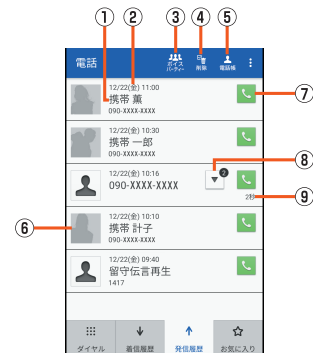 ① ② ③ ④ ⑤
電話 ボイスパーティー 削除 電話帳
12/22(金) 11:00
携帯 薫
090-XXXX-XXXX
⑦
12/22(金) 10:30
携帯 一郎
090-XXXX-XXXX
⑧
12/22(金) 10:16
090-XXXX-XXXX
2
2秒
⑨
⑥
12/22(金) 10:10
携帯 計子
090-XXXX-XXXX
12/22(金) 09:40
留守伝言再生
1417
ダイヤル 着信履歴 発信履歴 お気に入り